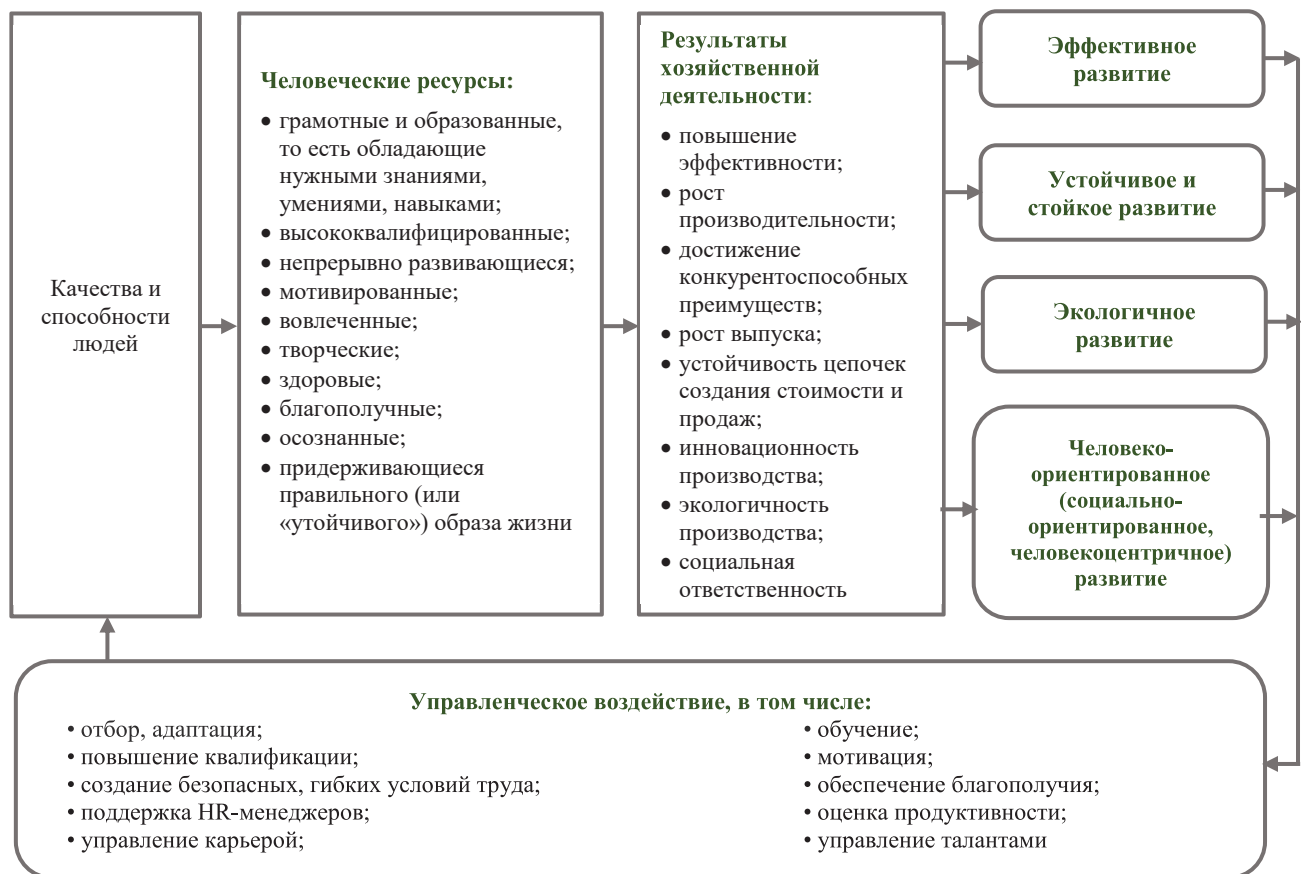 Качества и
способности
людей
Человеческие ресурсы:
• грамотные и образованные,
то есть обладающие
нужными знаниями,
умениями, навыками;
• высококвалифицированные;
• непрерывно развивающиеся;
• мотивированные;
• вовлеченные;
• творческие;
• здоровые;
• благополучные;
• осознанные;
• придерживающиеся
правильного (или
«утойчивого») образа жизни
Результаты
хозяйственной
деятельности:
• повышение
эффективности;
• рост
производительности;
• достижение
конкурентоспособных
преимуществ;
• рост выпуска;
• устойчивость цепочек
создания стоимости и
продаж;
• инновационность
производства;
• экологичность
производства;
• социальная
ответственность
Эффективное
развитие
Устойчивое и
стойкое развитие
Экологичное
развитие
Человеко-
ориентированное
(социально-
ориентированное,
человекоцентричное)
развитие
Управленческое воздействие, в том числе:
• отбор, адаптация;
• повышение квалификации;
• создание безопасных, гибких условий труда;
• поддержка HR-менеджеров;
• управление карьерой;
• обучение;
• мотивация;
• обеспечение благополучия;
• оценка продуктивности;
• управление талантами